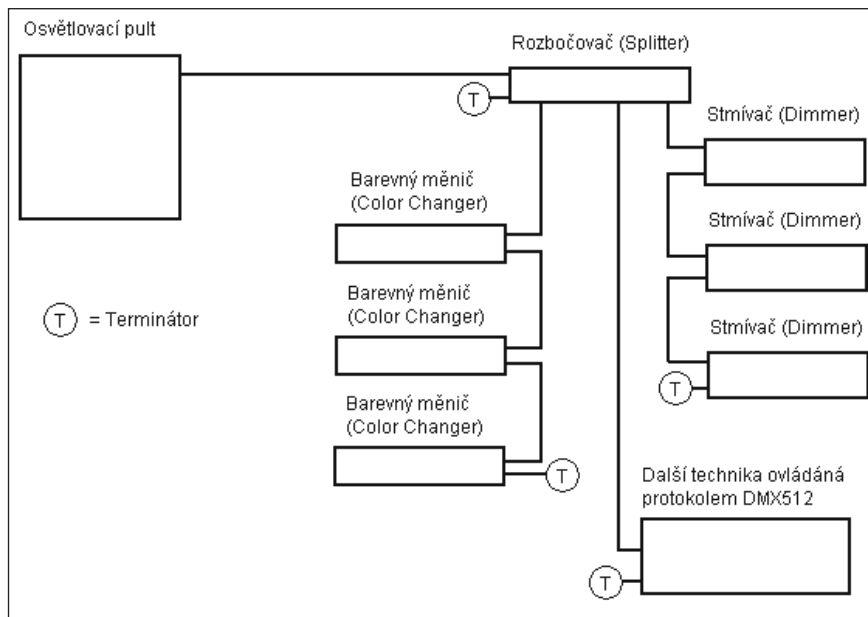 Osvětlovací pult
Rozbočovač (Splitter)
T
Stmívač (Dimmer)
Barevný měnič
(Color Changer)
Stmívač (Dimmer)
Barevný měnič
(Color Changer)
T = Terminátor
Stmívač (Dimmer)
T
Barevný měnič
(Color Changer)
T
Další technika ovládáná
protokolem DMX512
T